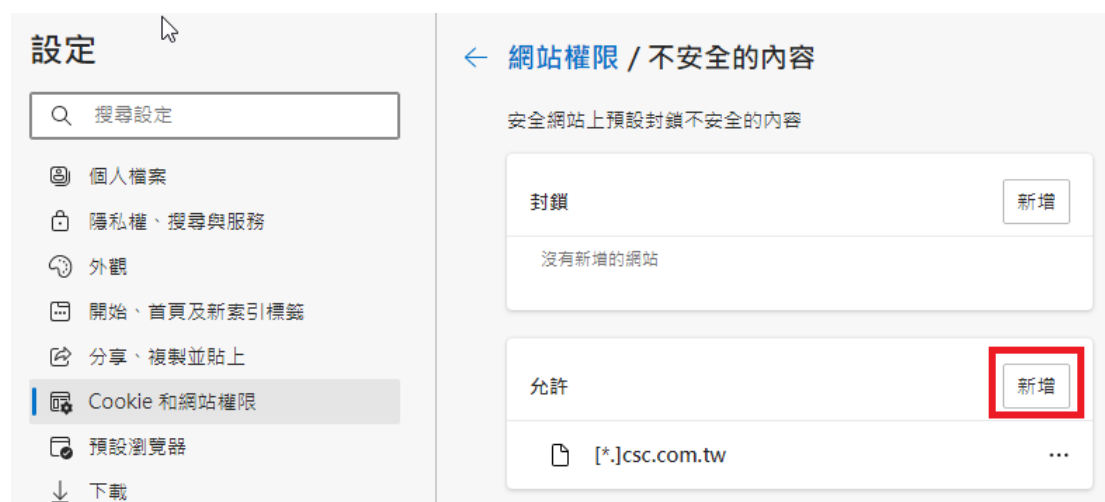 設定
搜尋設定
個人檔案
隱私權、搜尋與服務
外觀
開始、首頁及新索引標籤
分享、複製並貼上
Cookie 和網站權限
預設瀏覽器
下載
網站權限 / 不安全的內容
安全網站上預設封鎖不安全的內容
封鎖
新增
沒有新增的網站
允許
新增
[*.]csc.com.tw